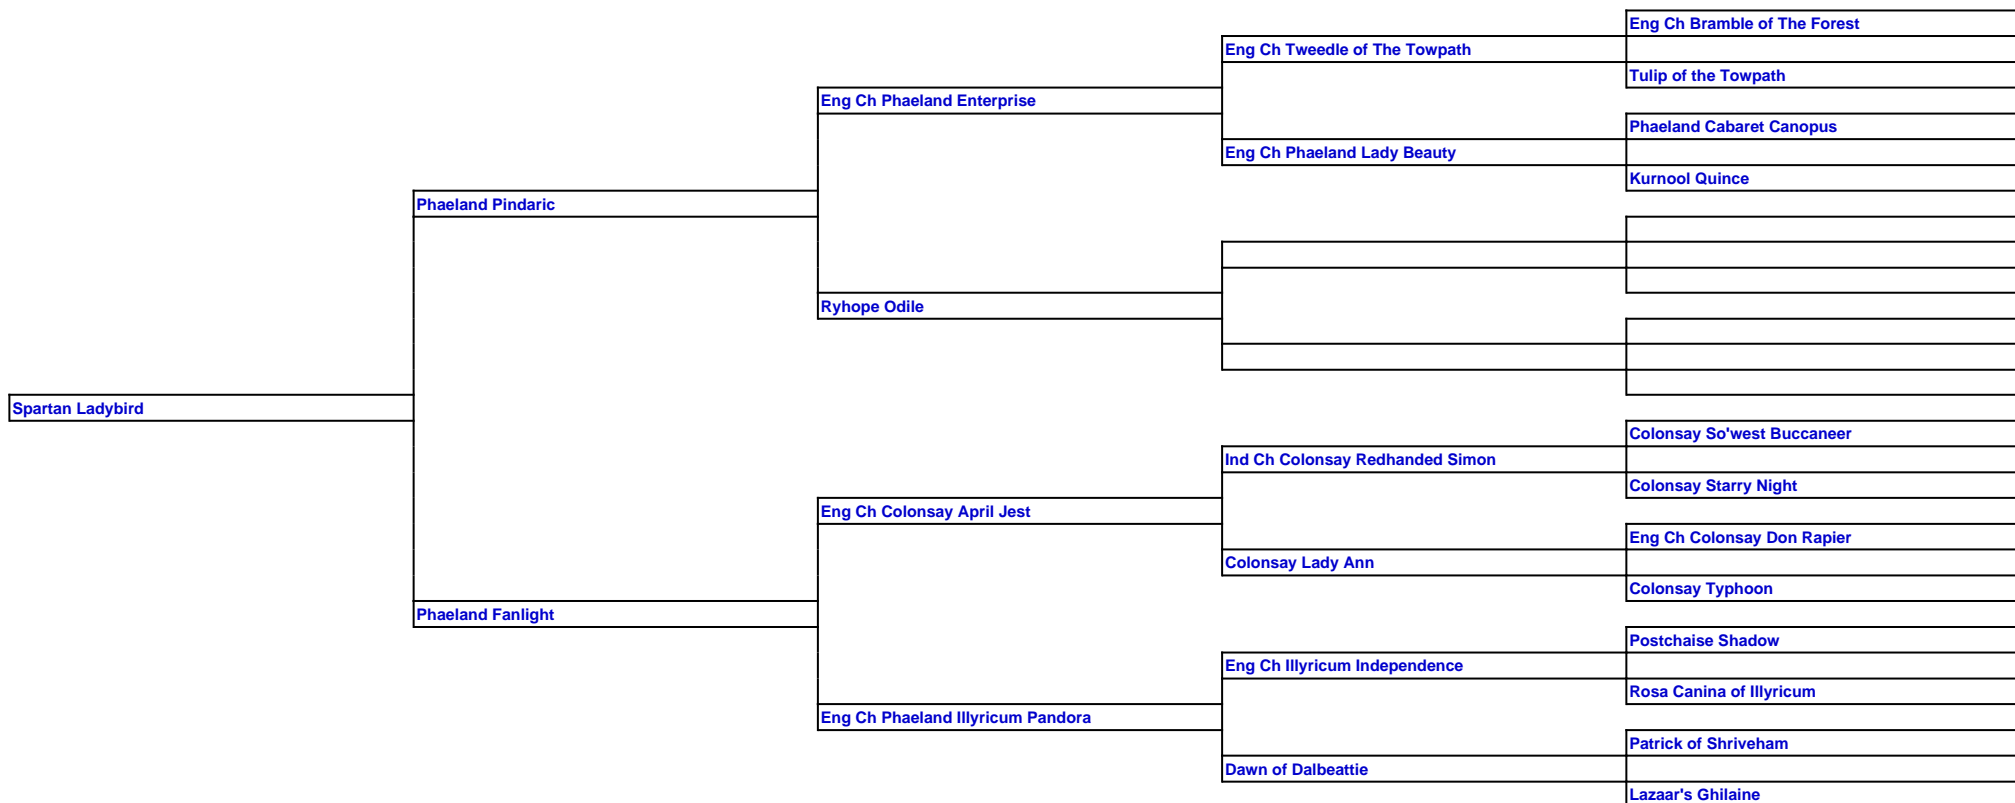 Eng Ch Bramble of The Forest
Eng Ch Tweedle of The Towpath
Tulip of the Towpath
Eng Ch Phaeland Enterprise
Phaeland Cabaret Canopus
Eng Ch Phaeland Lady Beauty
Kurnool Quince
Phaeland Pindaric
Ryhope Odile
Spartan Ladybird
Colonsay So'west Buccaneer
Ind Ch Colonsay Redhanded Simon
Colonsay Starry Night
Eng Ch Colonsay April Jest
Eng Ch Colonsay Don Rapier
Colonsay Lady Ann
Colonsay Typhoon
Phaeland Fanlight
Postchaise Shadow
Eng Ch Illyricum Independence
Rosa Canina of Illyricum
Eng Ch Phaeland Illyricum Pandora
Patrick of Shriveham
Dawn of Dalbeattie
Lazaar's Ghilaine